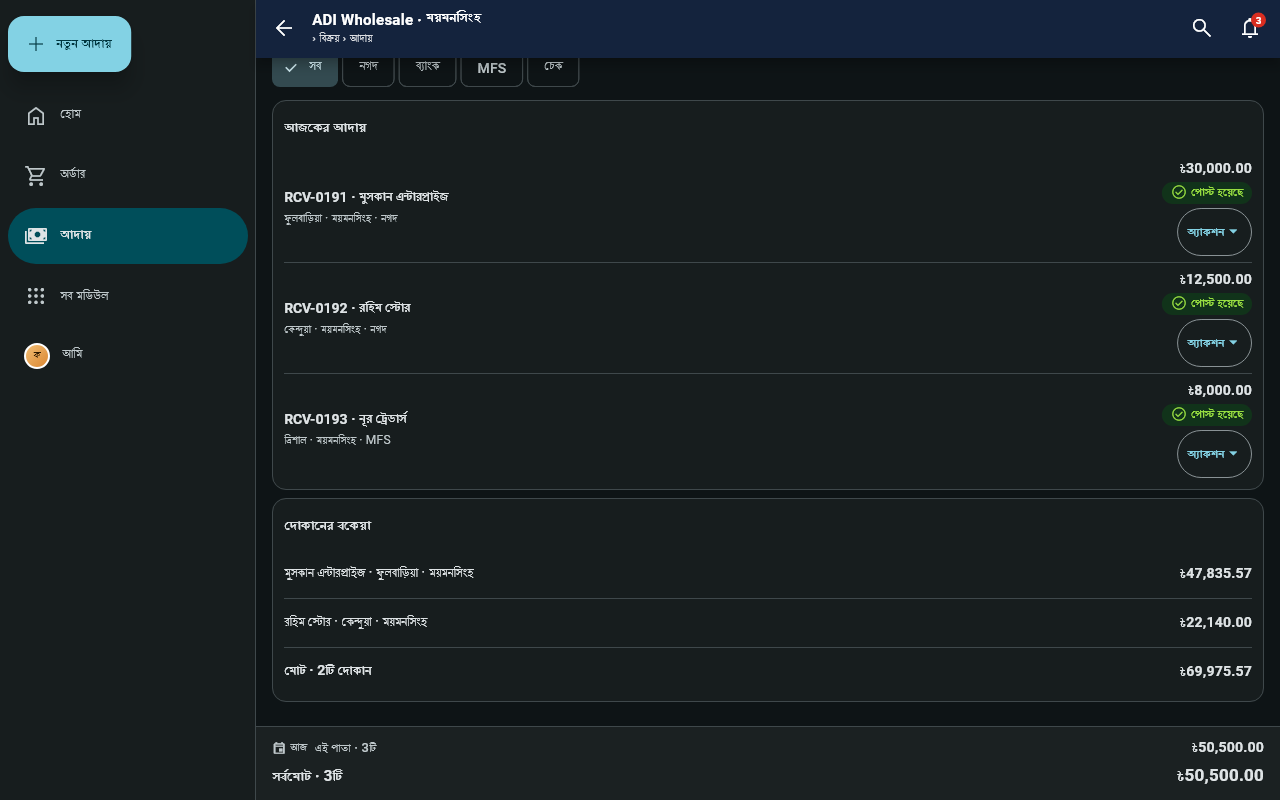 নতুন আদায়
হোম
অর্ডার
আদায়
সব মডিউল
ক
আমি
ADI Wholesale · ময়মনসিংহ
› বিক্রয় › আদায়
3
সব
নগদ
ব্যাংক
MFS
চেক
আজকের আদায়
RCV-0191 · মুসকান এন্টারপ্রাইজ
ফুলবাড়িয়া · ময়মনসিংহ · নগদ
৳30,000.00
পোস্ট হয়েছে
অ্যাকশন
RCV-0192 · রহিম স্টোর
কেন্দুয়া · ময়মনসিংহ · নগদ
৳12,500.00
পোস্ট হয়েছে
অ্যাকশন
RCV-0193 · নূর ট্রেডার্স
ত্রিশাল · ময়মনসিংহ · MFS
৳8,000.00
পোস্ট হয়েছে
অ্যাকশন
দোকানের বকেয়া
মুসকান এন্টারপ্রাইজ · ফুলবাড়িয়া · ময়মনসিংহ ৳47,835.57
রহিম স্টোর · কেন্দুয়া · ময়মনসিংহ ৳22,140.00
মোট · 2টি দোকান ৳69,975.57
আজ এই পাতা · 3টি ৳50,500.00
সর্বমোট · 3টি ৳50,500.00